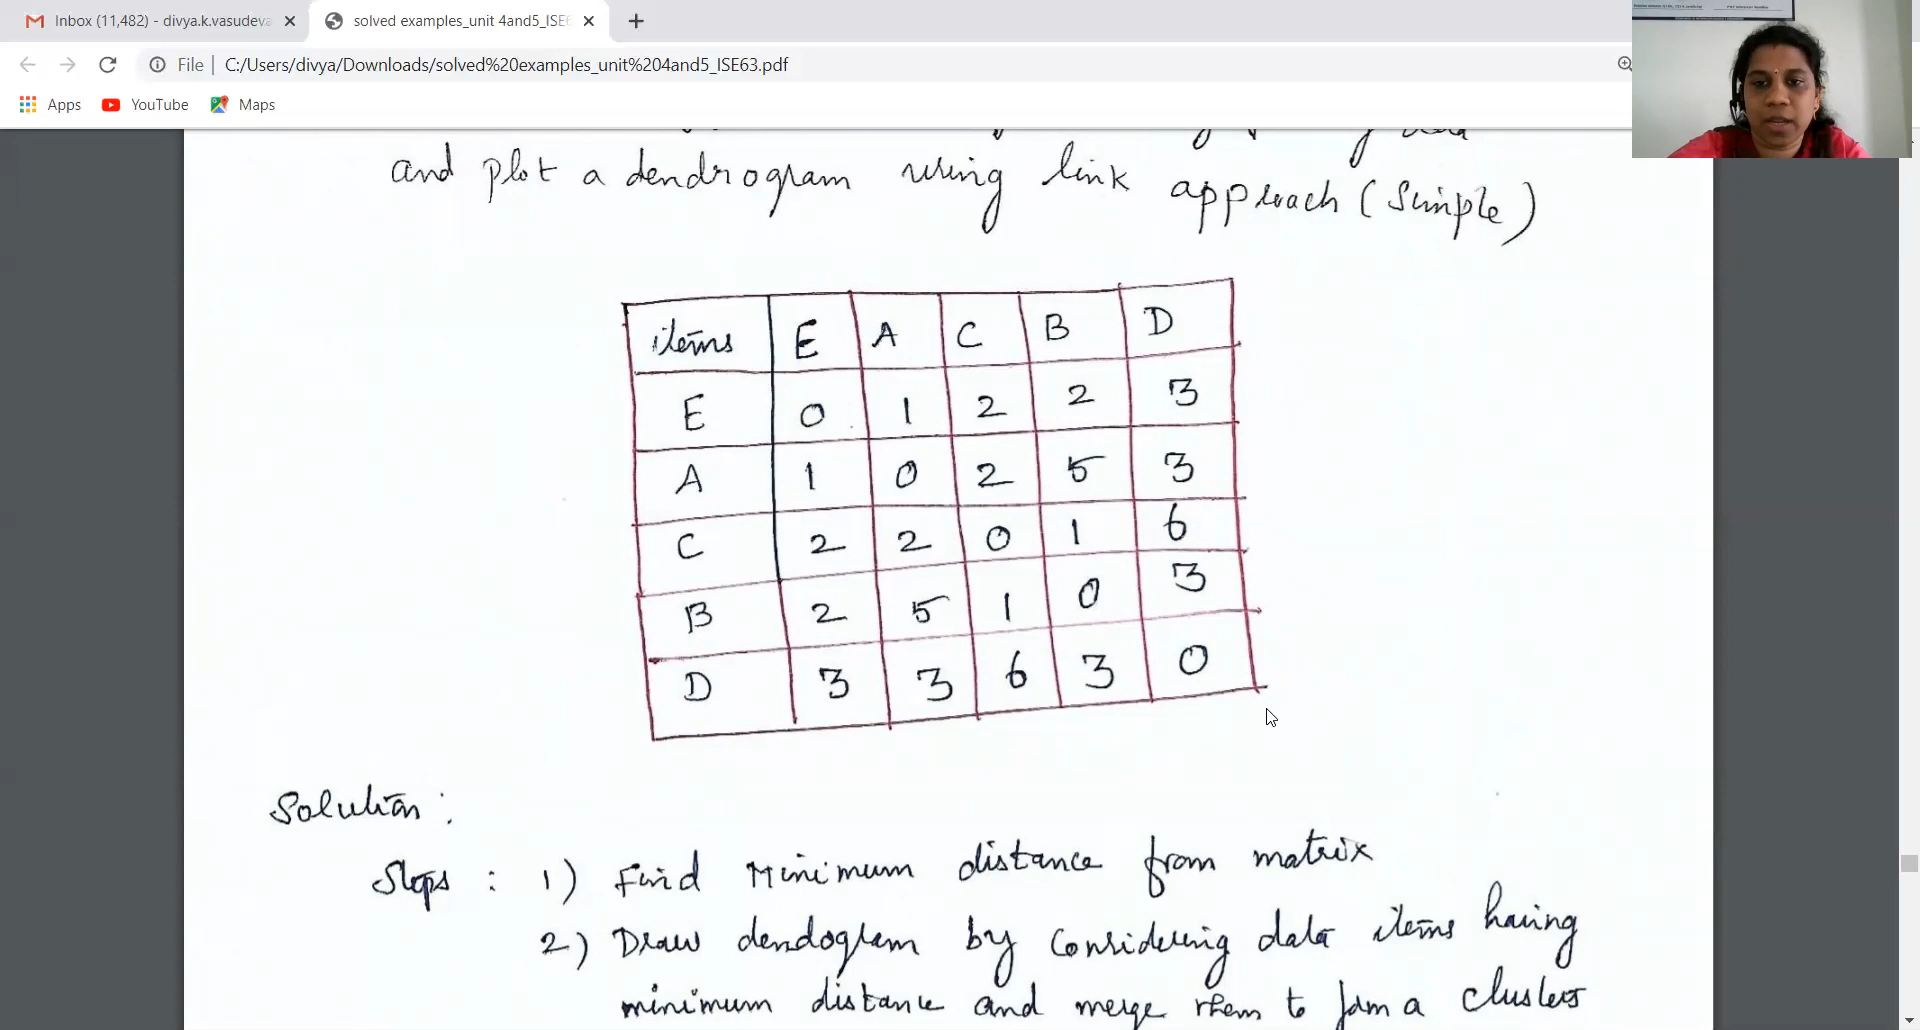 Inbox (11,482) - divya.k.vasudeva
solved examples_unit 4and5_ISE6
File | C:/Users/divya/Downloads/solved%20examples_unit%204and5_ISE63.pdf
Apps YouTube Maps
and plot a dendrogram using link approach (Simple)
items E A C B D
E 0 1 2 2 3
A 1 0 2 5 3
C 2 2 0 1 6
B 2 5 1 0 3
D 3 3 6 3 0
Solution :
Steps : 1) Find Minimum distance from matrix
2) Draw dendogram by considering data items having
minimum distance and merge them to form a clusters